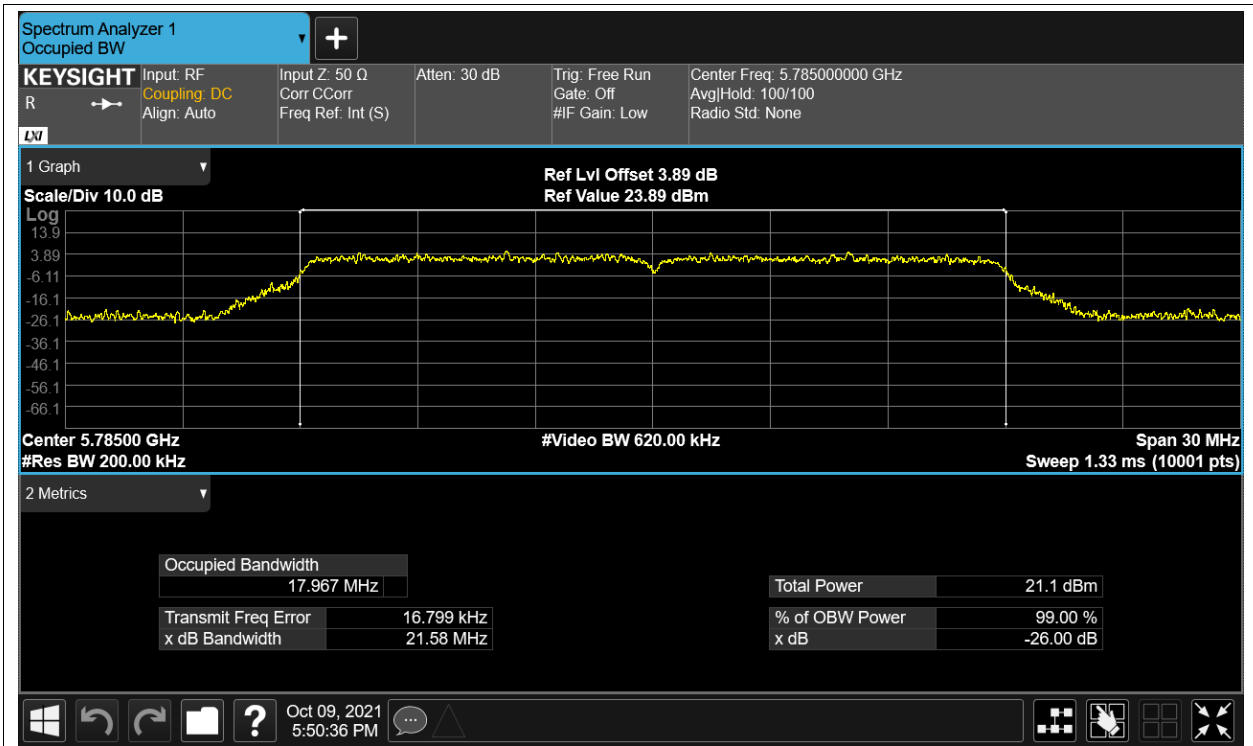 Spectrum Analyzer 1
Occupied BW
KEYSIGHT
R
LXI
Input: RF
Coupling: DC
Align: Auto
Input Z: 50 Ω
Corr CCorr
Freq Ref: Int (S)
Atten: 30 dB
Trig: Free Run
Gate: Off
#IF Gain: Low
Center Freq: 5.785000000 GHz
Avg|Hold: 100/100
Radio Std: None
1 Graph
Scale/Div 10.0 dB
Ref Lvl Offset 3.89 dB
Ref Value 23.89 dBm
Log
13.9
3.89
-6.11
-16.1
-26.1
-36.1
-46.1
-56.1
-66.1
Center 5.78500 GHz
#Video BW 620.00 kHz
Span 30 MHz
#Res BW 200.00 kHz
Sweep 1.33 ms (10001 pts)
2 Metrics
Occupied Bandwidth
17.967 MHz
Transmit Freq Error 16.799 kHz
x dB Bandwidth 21.58 MHz
Total Power 21.1 dBm
% of OBW Power 99.00 %
x dB -26.00 dB
?
Oct 09, 2021
5:50:36 PM